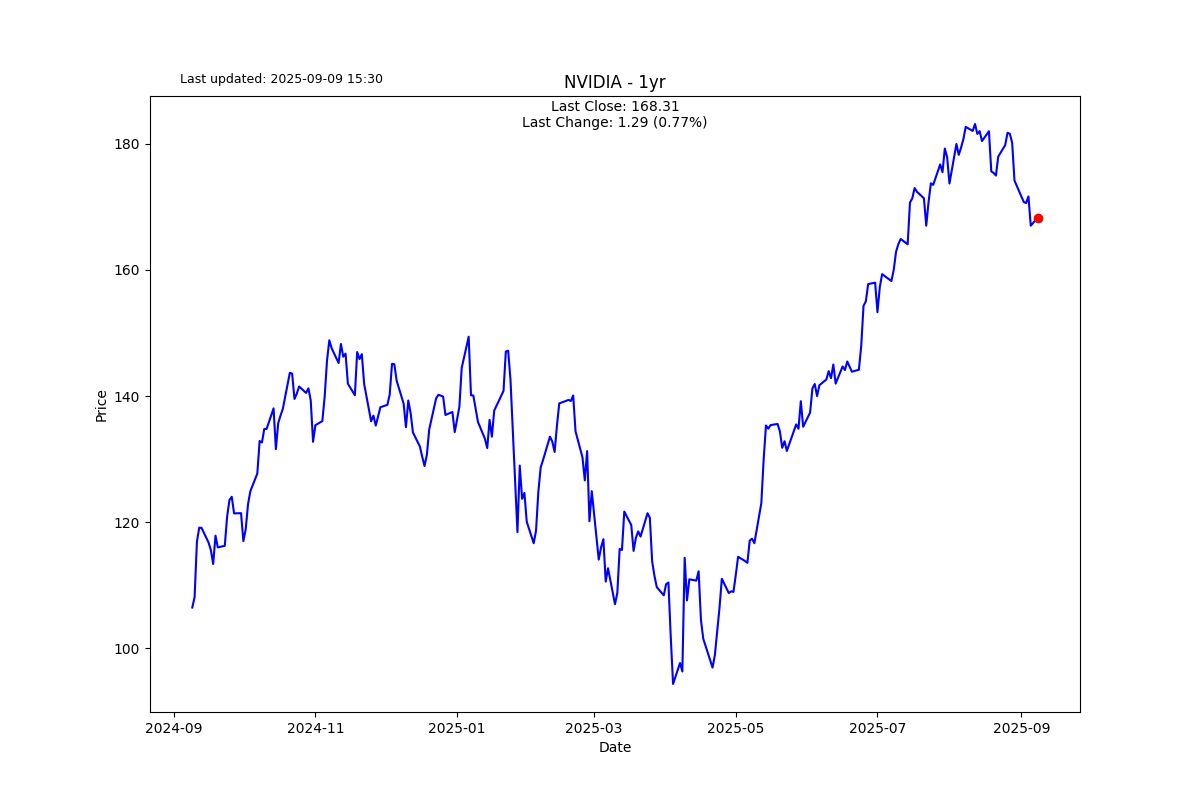 Last updated: 2025-09-09 15:30
NVIDIA - 1yr
Last Close: 168.31
Last Change: 1.29 (0.77%)
Price
180
160
140
120
100
2024-09
2024-11
2025-01
2025-03
2025-05
2025-07
2025-09
Date